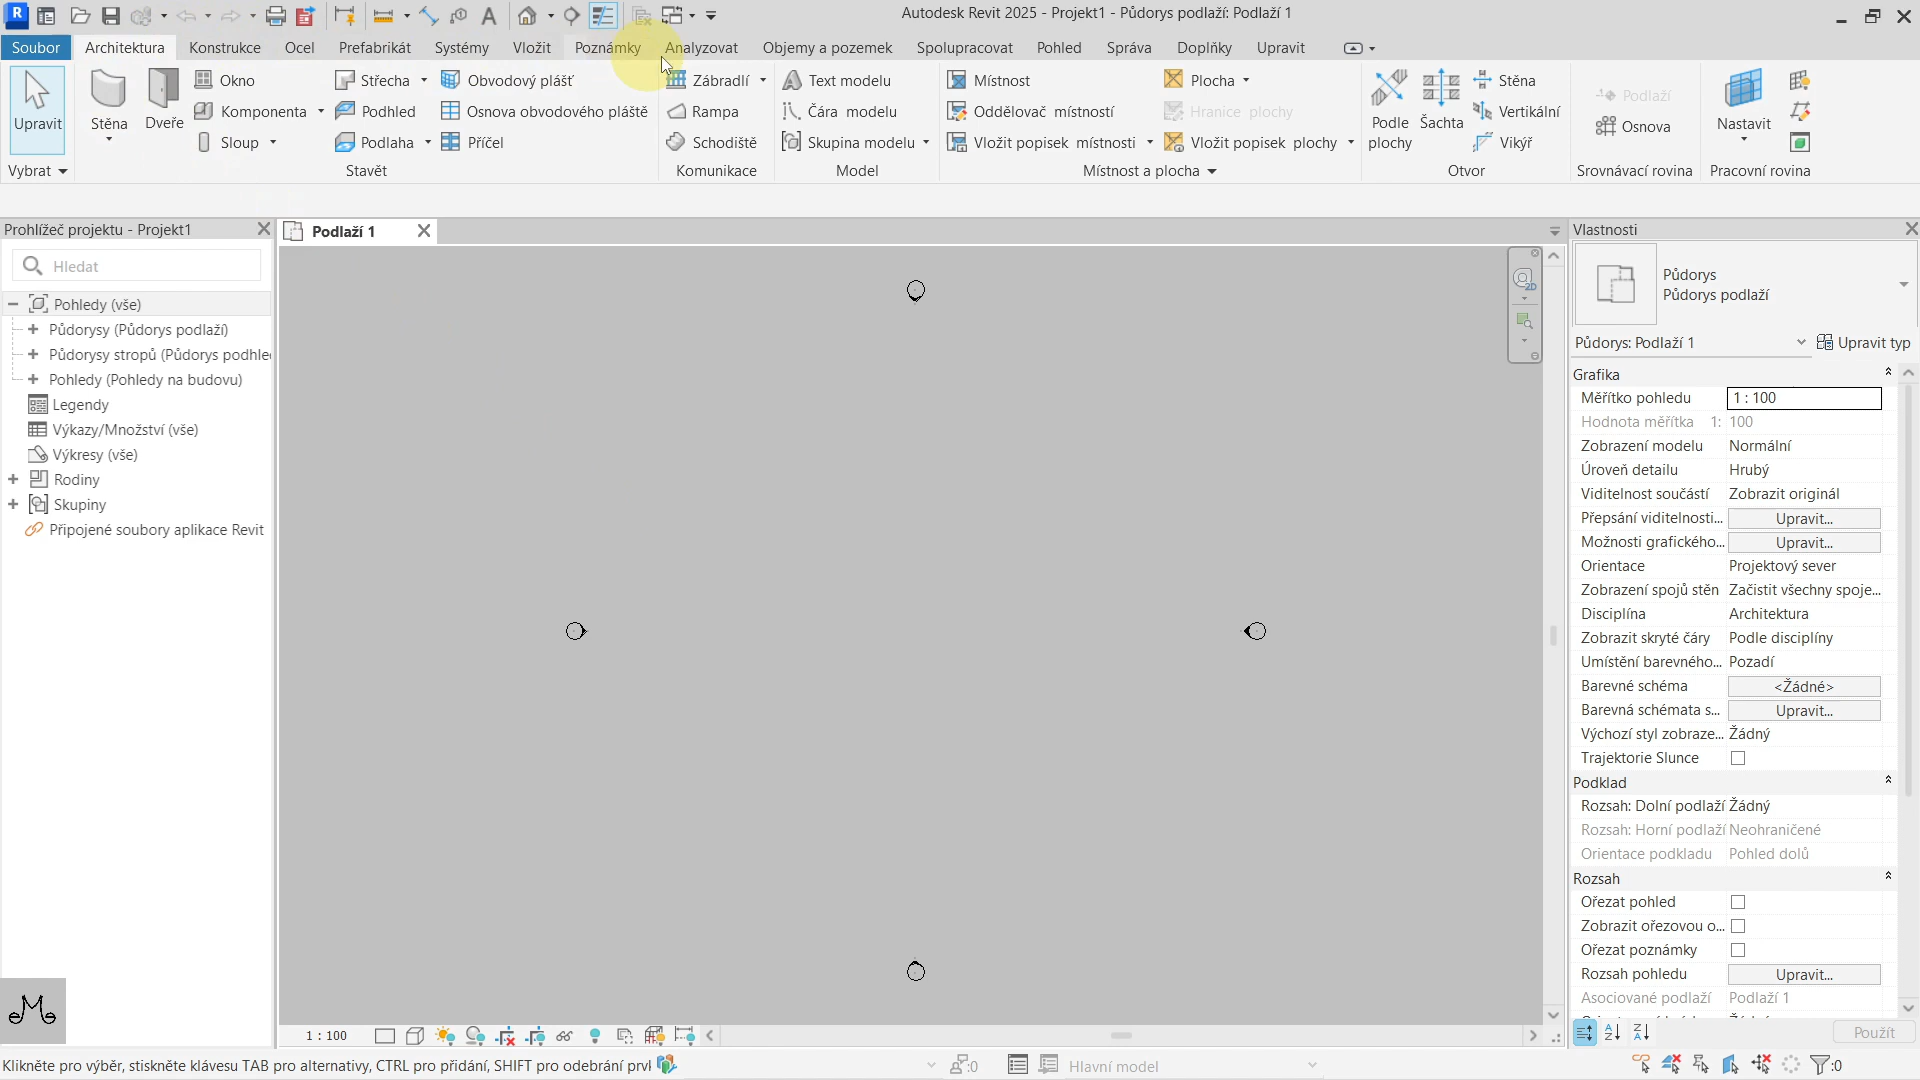 Autodesk Revit 2025 - Projekt1 - Půdorys podlaží: Podlaží 1
Soubor Architektura Konstrukce Ocel Prefabrikát Systémy Vložit Poznámky Analyzovat Objemy a pozemek Spolupracovat Pohled Správa Doplňky Upravit
Upravit Stěna Dveře
Okno Střecha Obvodový plášť Zábradlí Text modelu Místnost Plocha Stěna Podlaží
Komponenta Podhled Osnova obvodového pláště Rampa Čára modelu Oddělovač místností Hranice plochy Podle plochy Šachta Vertikální Osnova Nastavit
Sloup Podlaha Příčel Schodiště Skupina modelu Vložit popisek místnosti Vložit popisek plochy Vikýř
Vybrat Stavět Komunikace Model Místnost a plocha Otvor Srovnávací rovina Pracovní rovina
Prohlížeč projektu - Projekt1
Hledat
Pohledy (vše)
Půdorysy (Půdorys podlaží)
Půdorysy stropů (Půdorys podhle
Pohledy (Pohledy na budovu)
Legendy
Výkazy/Množství (vše)
Výkresy (vše)
Rodiny
Skupiny
Připojené soubory aplikace Revit
Podlaží 1
2D
Vlastnosti
Půdorys
Půdorys podlaží
Půdorys: Podlaží 1 Upravit typ
Grafika
Měřítko pohledu 1 : 100
Hodnota měřítka 1: 100
Zobrazení modelu Normální
Úroveň detailu Hrubý
Viditelnost součástí Zobrazit originál
Přepsání viditelnosti... Upravit...
Možnosti grafického... Upravit...
Orientace Projektový sever
Zobrazení spojů stěn Začistit všechny spoje...
Disciplína Architektura
Zobrazit skryté čáry Podle disciplíny
Umístění barevného... Pozadí
Barevné schéma <Žádné>
Barevná schémata s... Upravit...
Výchozí styl zobraze... Žádný
Trajektorie Slunce
Podklad
Rozsah: Dolní podlaží Žádný
Rozsah: Horní podlaží Neohraničené
Orientace podkladu Pohled dolů
Rozsah
Ořezat pohled
Zobrazit ořezovou o...
Ořezat poznámky
Rozsah pohledu Upravit...
Asociované podlaží Podlaží 1
Použít
1 : 100
Klikněte pro výběr, stiskněte klávesu TAB pro alternativy, CTRL pro přidání, SHIFT pro odebrání prvk :0 Hlavní model :0